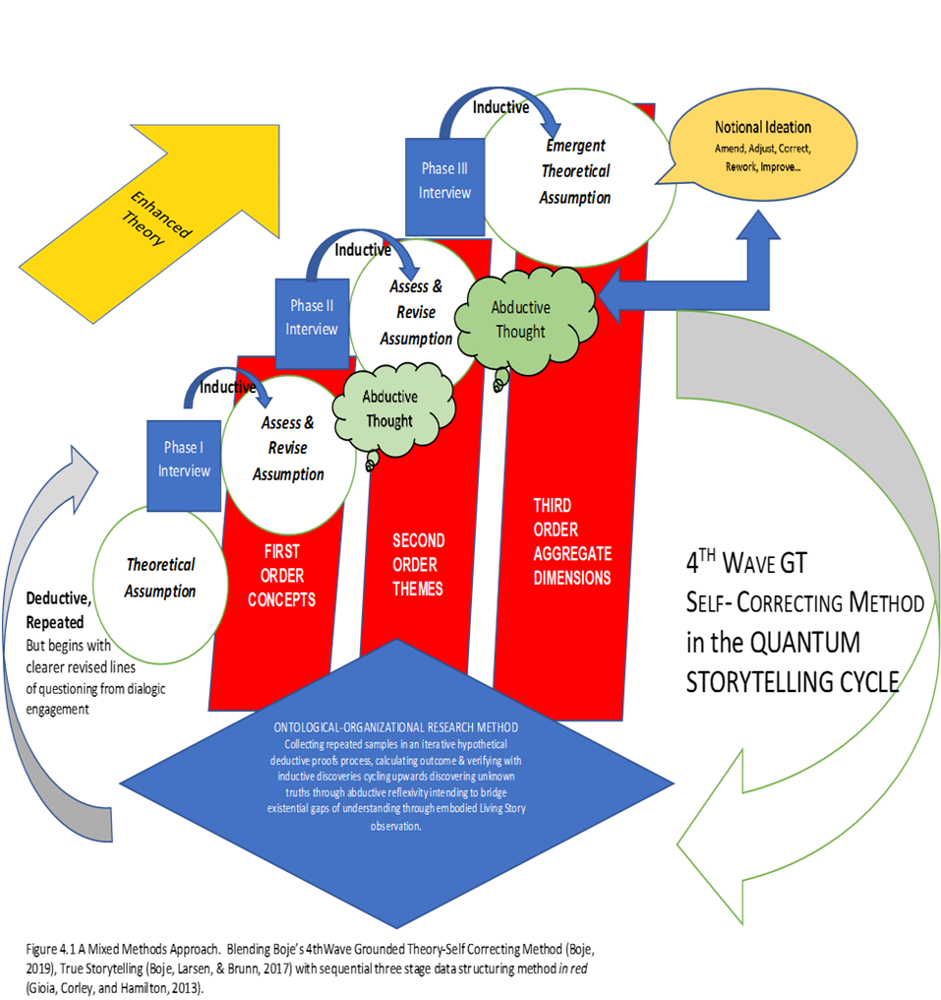 Inductive
Emergent
Theoretical
Assumption
Phase III
Interview
Notional Ideation
Amend, Adjust, Correct,
Rework, Improve...
Enhanced
Theory
Inductive
Phase II
Interview
Assess &
Revise
Assumption
Abductive
Thought
Inductive
Phase I
Interview
Assess &
Revise
Assumption
Abductive
Thought
Theoretical
Assumption
FIRST
ORDER
CONCEPTS
SECOND
ORDER
THEMES
THIRD
ORDER
AGGREGATE
DIMENSIONS
Deductive,
Repeated
But begins with
clearer revised lines
of questioning from dialogic
engagement
4TH WAVE GT
SELF- CORRECTING METHOD
in the QUANTUM
STORYTELLING CYCLE
ONTOLOGICAL-ORGANIZATIONAL RESEARCH METHOD
Collecting repeated samples in an iterative hypothetical
deductive proofs process, calculating outcome & verifying with
inductive discoveries cycling upwards discovering unknown
truths through abductive reflexivity intending to bridge
existential gaps of understanding through embodied Living Story
observation.
Figure 4.1 A Mixed Methods Approach. Blending Boje's 4thWave Grounded Theory-Self Correcting Method (Boje,
2019), True Storytelling (Boje, Larsen, & Brunn, 2017) with sequential three stage data structuring method in red
(Gioia, Corley, and Hamilton, 2013).